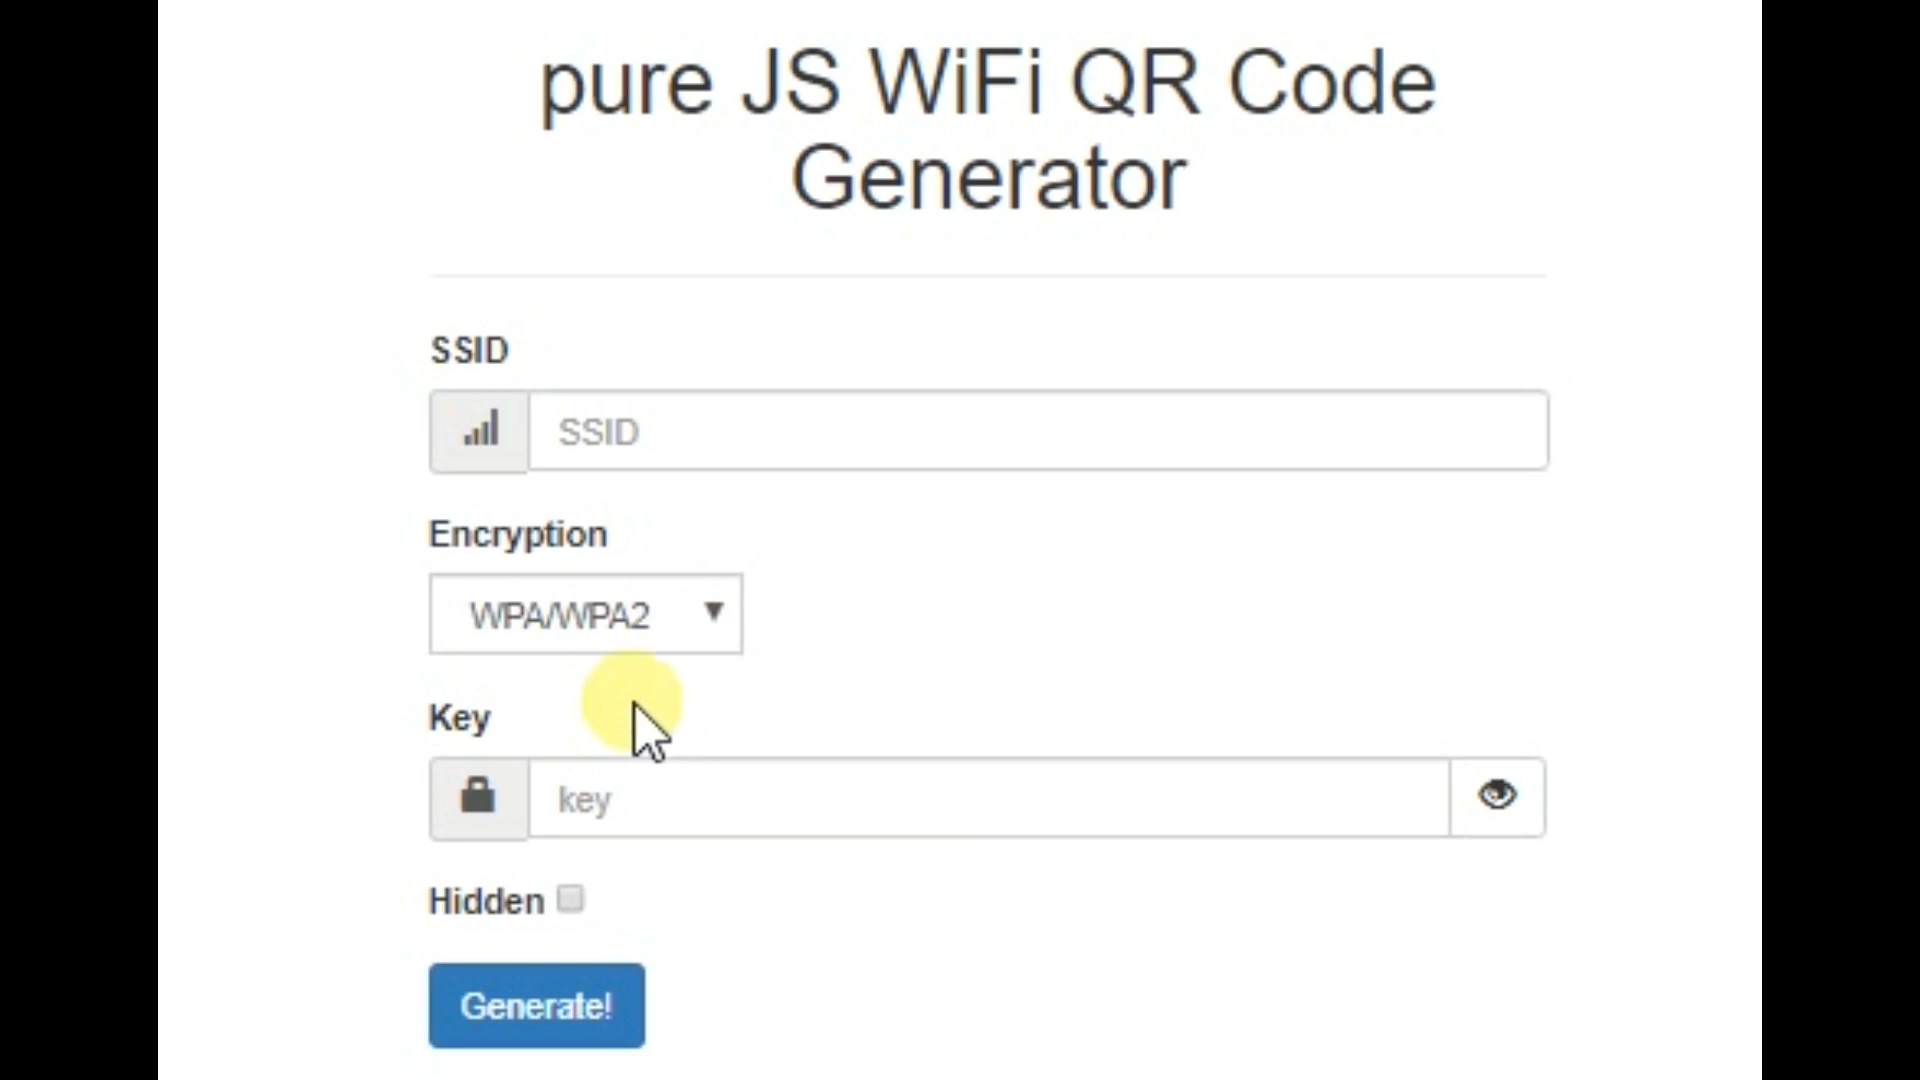 pure JS WiFi QR Code
Generator
SSID
SSID
Encryption
WPA/WPA2
Key
key
Hidden
Generate!